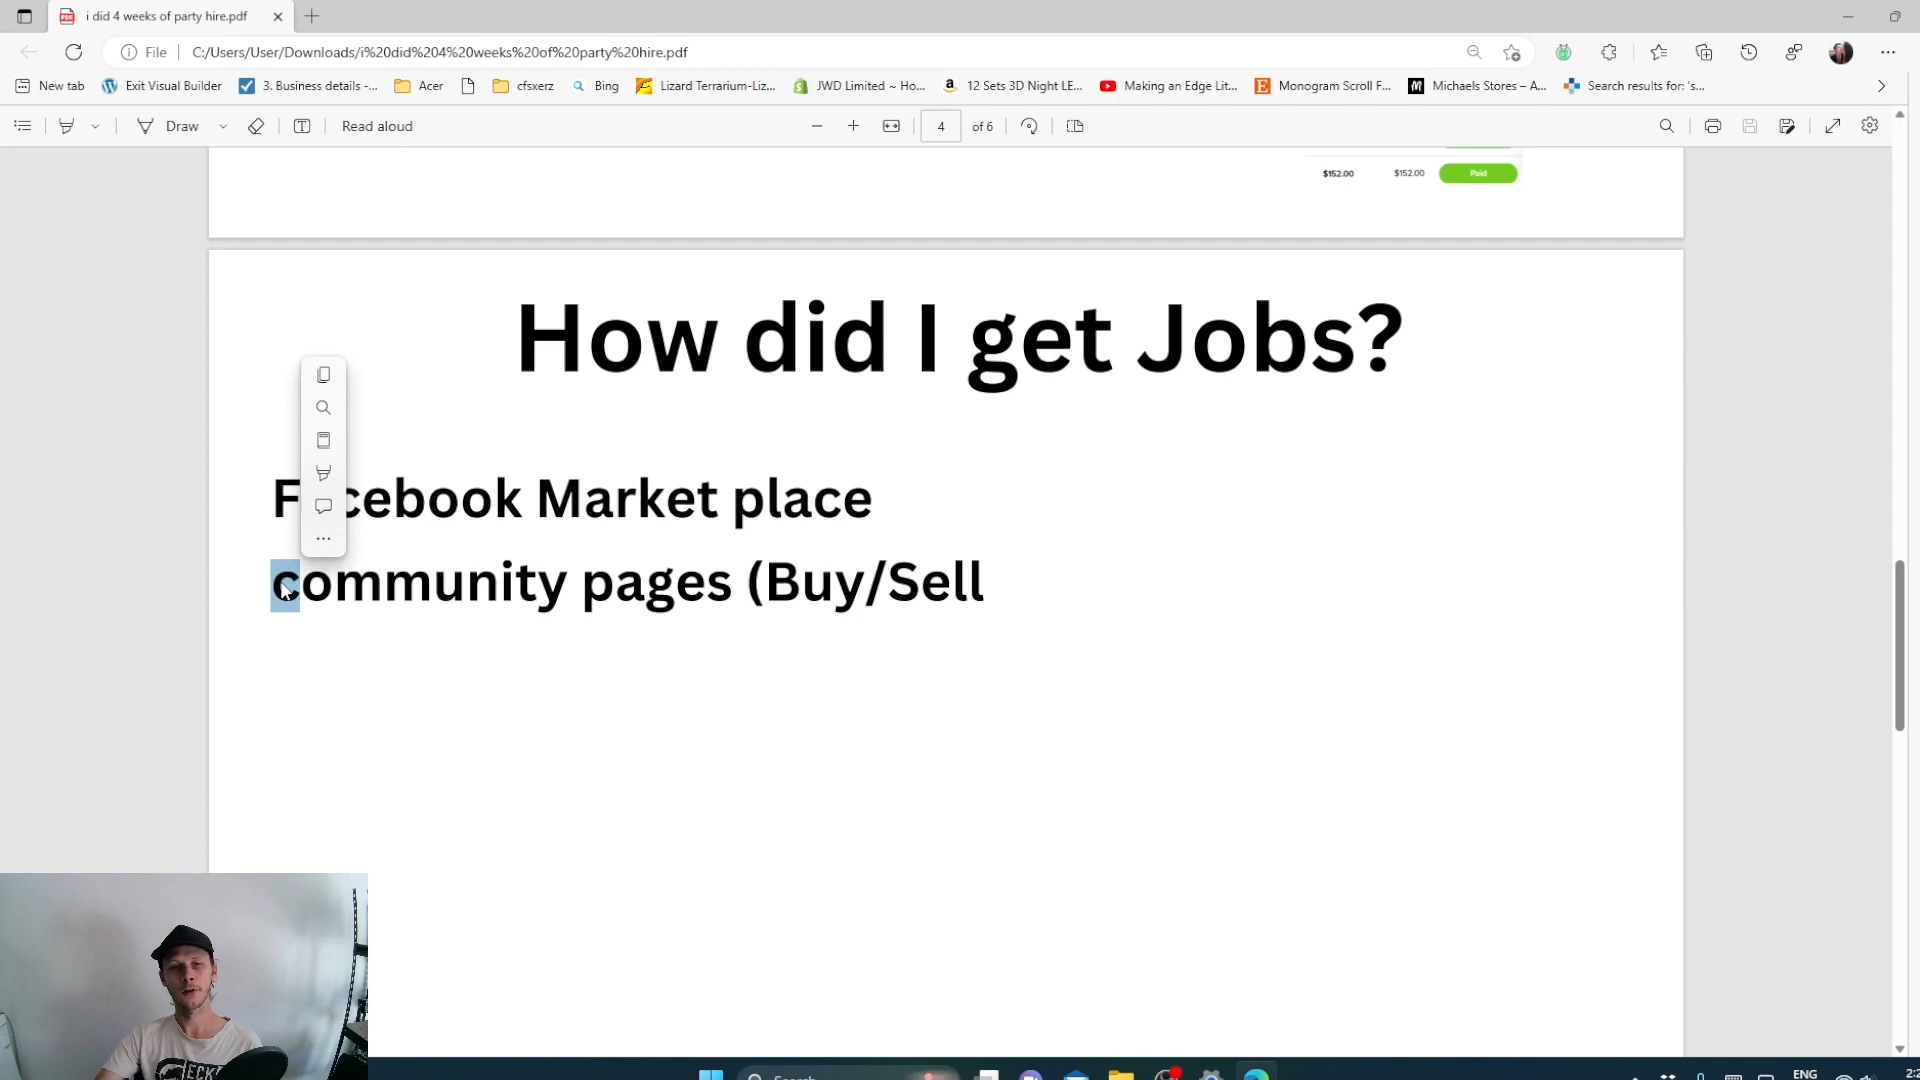 i did 4 weeks of party hire.pdf
File
C:/Users/User/Downloads/i%20did%204%20weeks%20of%20party%20hire.pdf
New tab
Exit Visual Builder
3. Business details -...
Acer
cfsxerz
Bing
Lizard Terrarium-Liz...
JWD Limited ~ Ho...
12 Sets 3D Night LE...
Making an Edge Lit...
Monogram Scroll F...
Michaels Stores – A...
Search results for: 's...
Draw
Read aloud
4
of 6
$152.00
$152.00
Paid
How did I get Jobs?
Facebook Market place
community pages (Buy/Sell
ENG